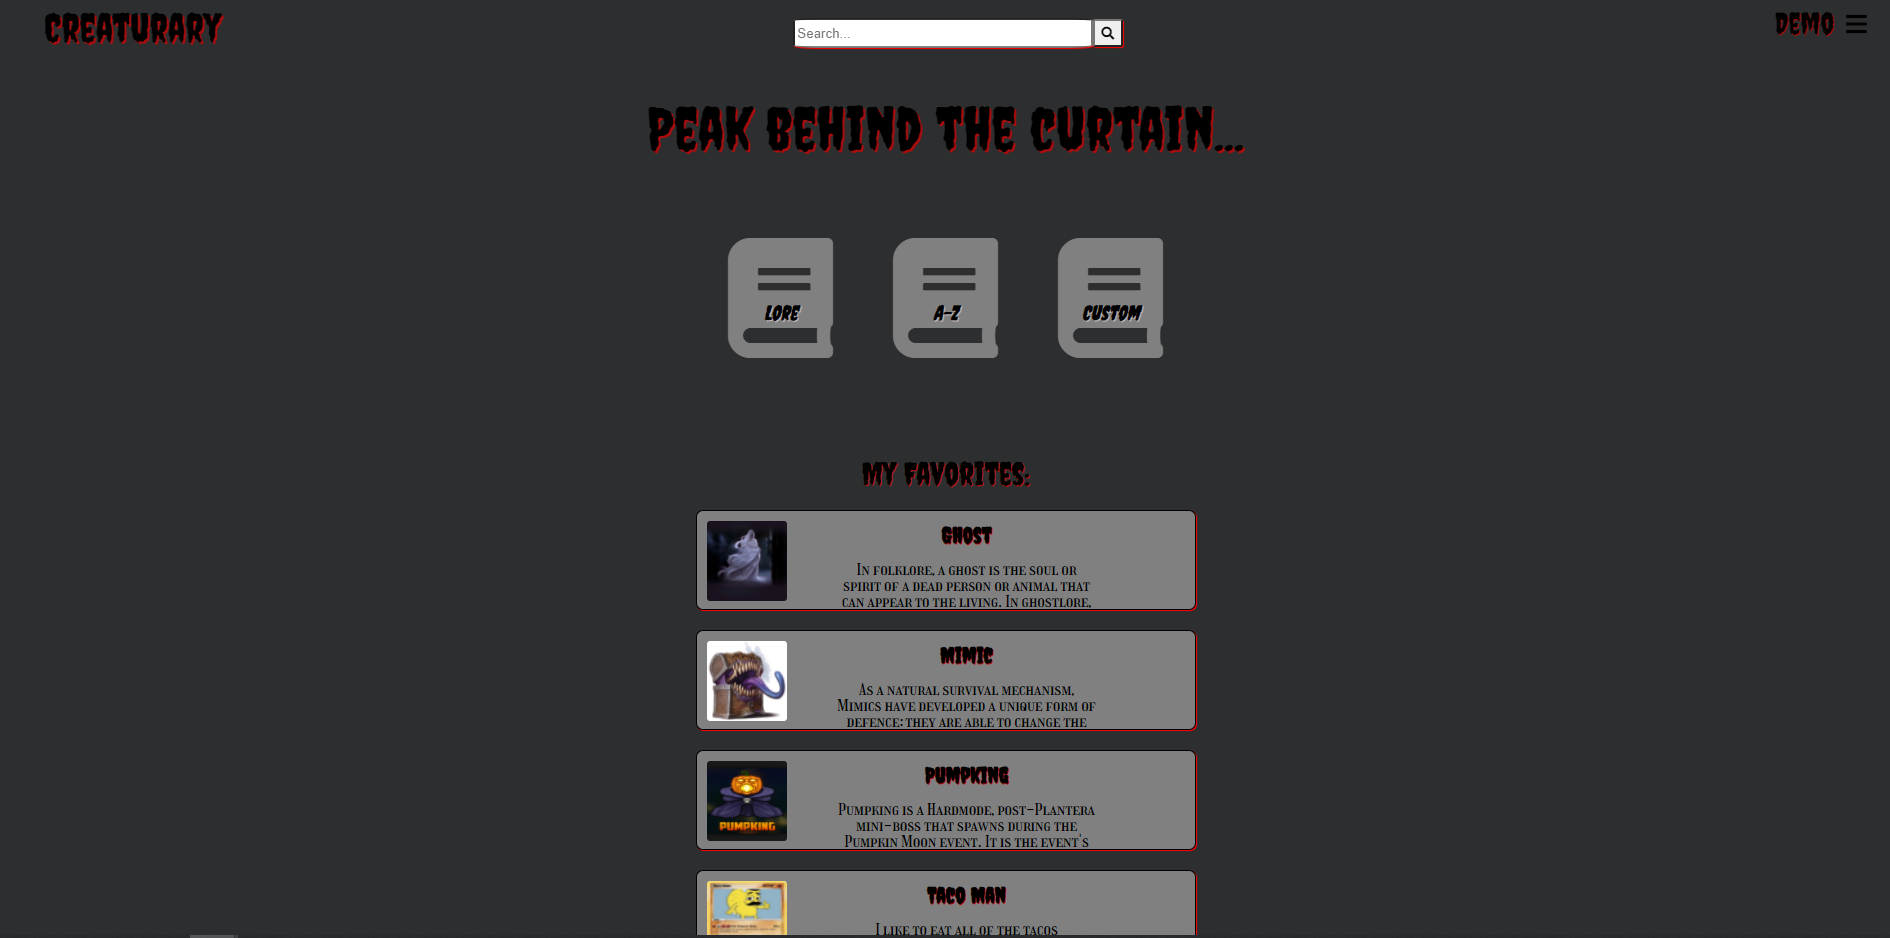 CREATURARY
Search...
DEMO
PEAK BEHIND THE CURTAIN...
LORE
A-Z
CUSTOM
MY FAVORITES:
GHOST
In folklore, a ghost is the soul or
spirit of a dead person or animal that
can appear to the living. In ghostlore,
MIMIC
As a natural survival mechanism,
Mimics have developed a unique form of
defence: they are able to change the
PUMPKING
Pumpking is a Hardmode, post-Plantera
mini-boss that spawns during the
Pumpkin Moon event. It is the event's
PUMPKING
TACO MAN
I like to eat all of the tacos